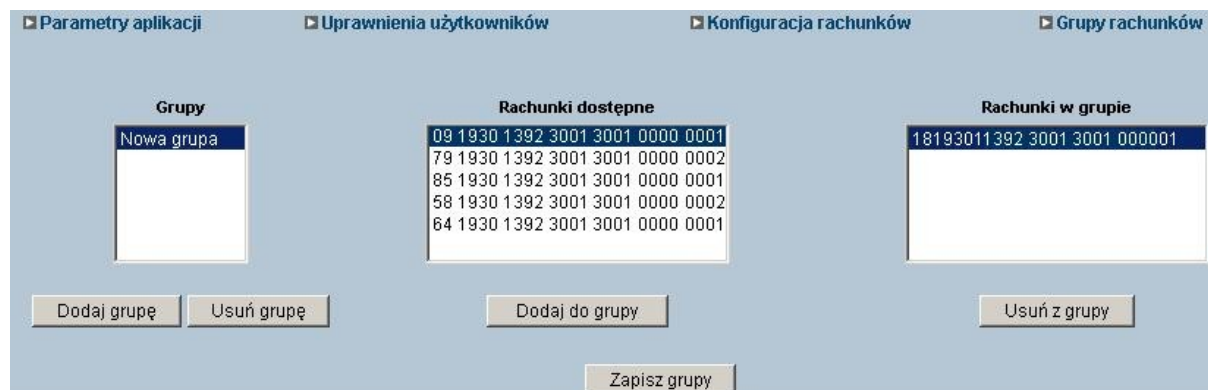 Parametry aplikacji Uprawnienia użytkowników Konfiguracja rachunków Grupy rachunków
Grupy Rachunki dostępne Rachunki w grupie
Nowa grupa
09 1930 1392 3001 3001 0000 0001
79 1930 1392 3001 3001 0000 0002
85 1930 1392 3001 3001 0000 0001
58 1930 1392 3001 3001 0000 0002
64 1930 1392 3001 3001 0000 0001
18193011392 3001 3001 000001
Dodaj grupę Usuń grupę Dodaj do grupy Usuń z grupy
Zapisz grupy